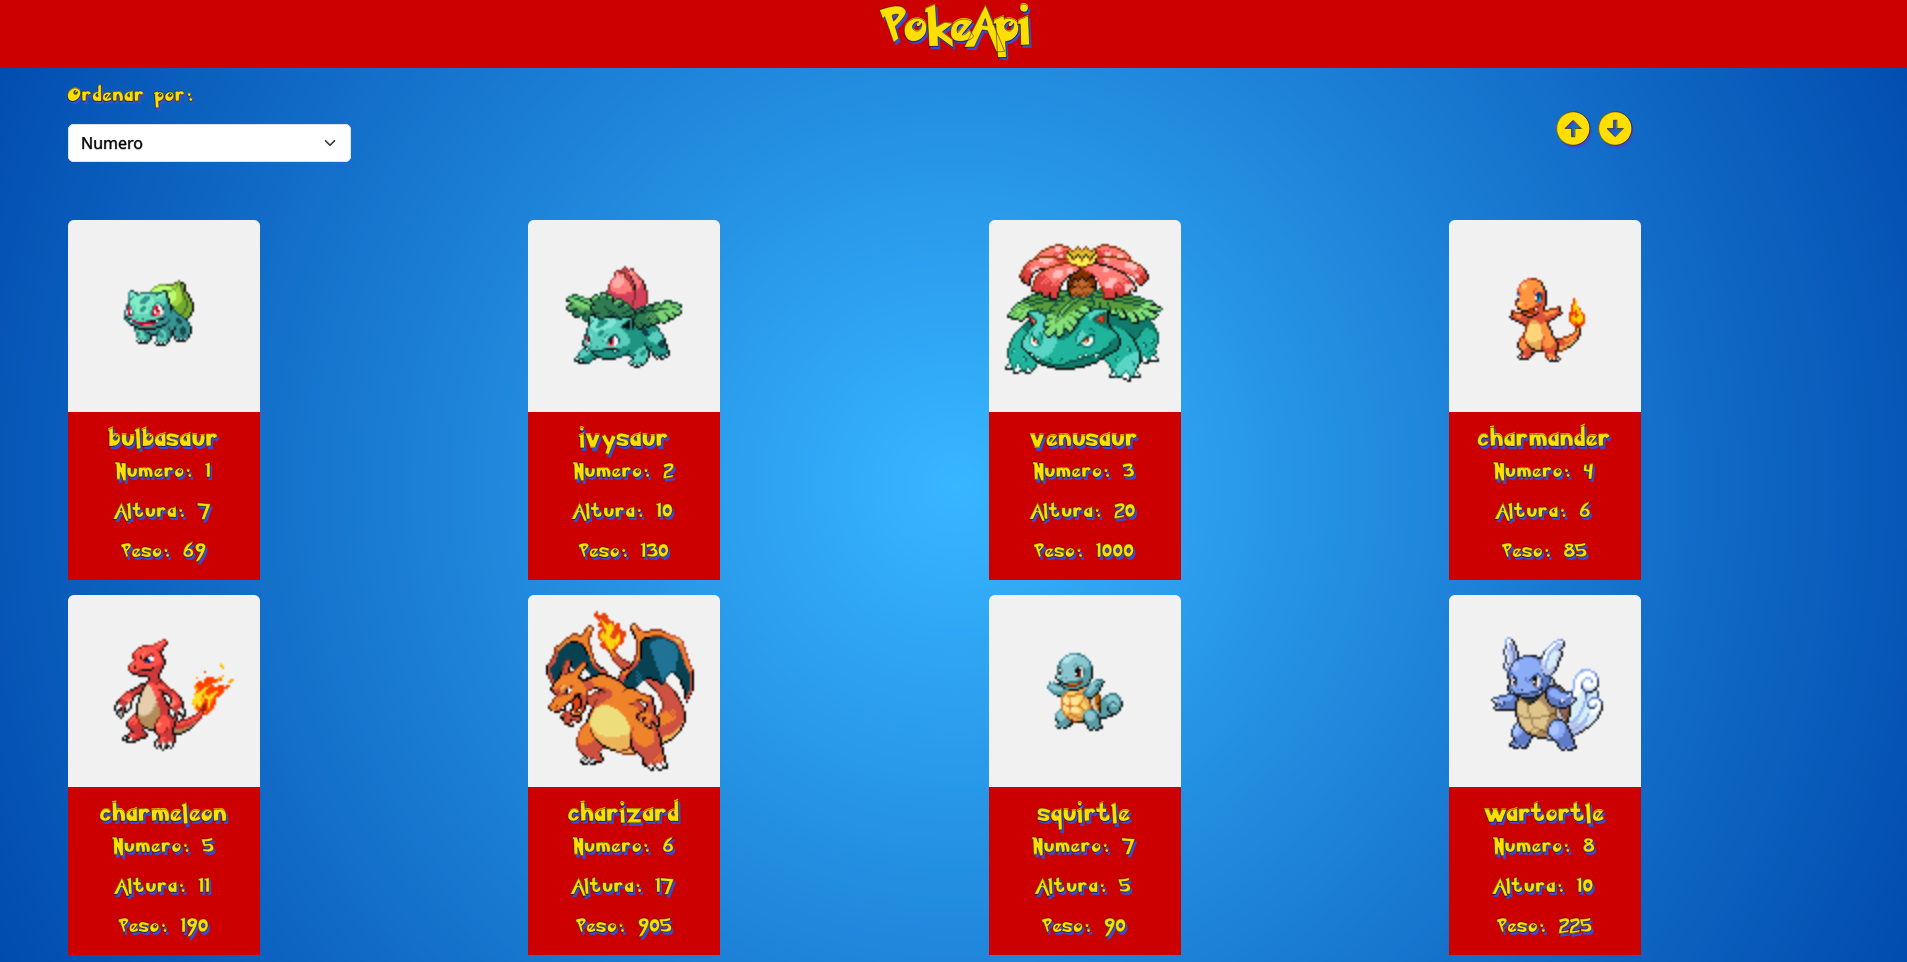 PokeApi
Ordenar por:
Numero
bulbasaur
Numero: 1
Altura: 7
Peso: 69
ivysaur
Numero: 2
Altura: 10
Peso: 130
venusaur
Numero: 3
Altura: 20
Peso: 1000
charmander
Numero: 4
Altura: 6
Peso: 85
charmeleon
Numero: 5
Altura: 11
Peso: 190
charizard
Numero: 6
Altura: 17
Peso: 905
squirtle
Numero: 7
Altura: 5
Peso: 90
wartortle
Numero: 8
Altura: 10
Peso: 225